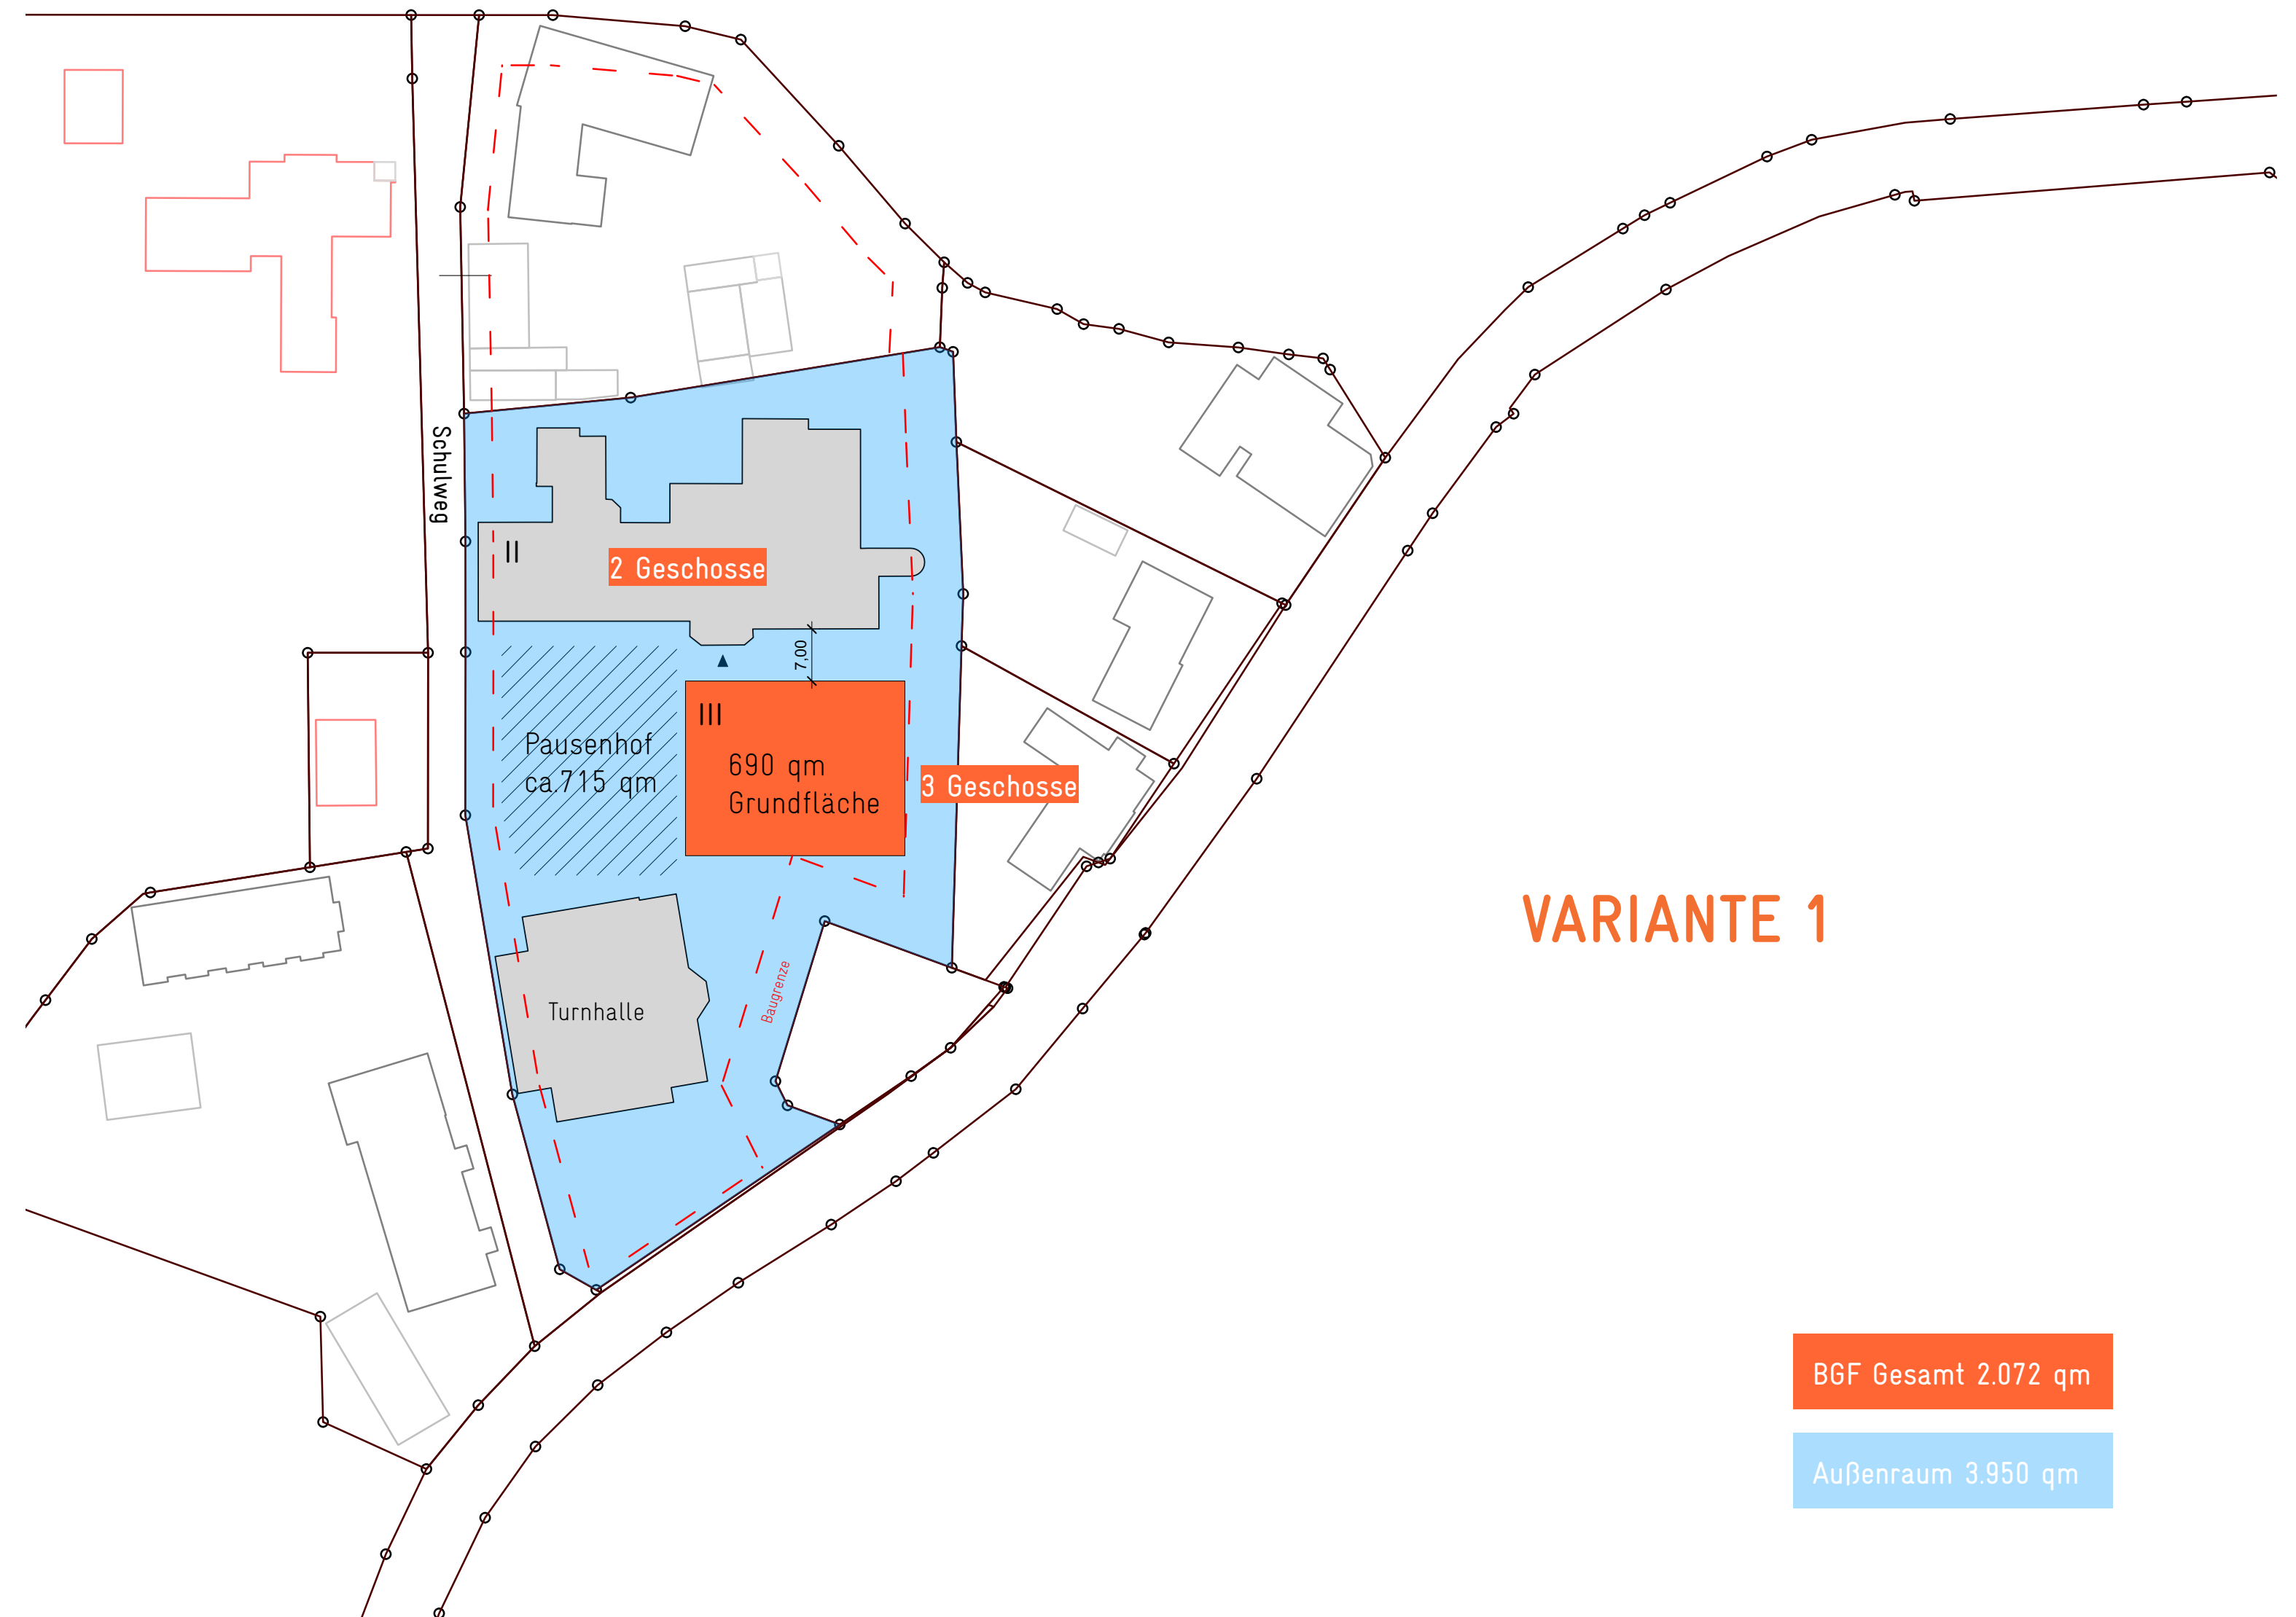 Schulweg
II
2 Geschosse
7,00
III
Pausenhof
ca.715 qm
690 qm
Grundfläche
3 Geschosse
VARIANTE 1
Baugrenze
Turnhalle
BGF Gesamt 2.072 qm
Außenraum 3.950 qm